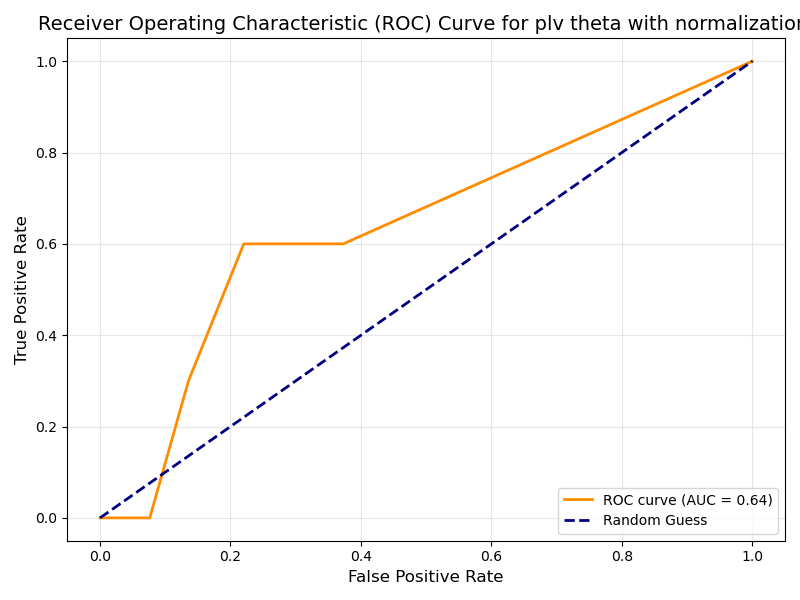 Receiver Operating Characteristic (ROC) Curve for plv theta with normalization
True Positive Rate
1.0
0.8
0.6
0.4
0.2
0.0
0.0 0.2 0.4 0.6 0.8 1.0
False Positive Rate
ROC curve (AUC = 0.64)
Random Guess